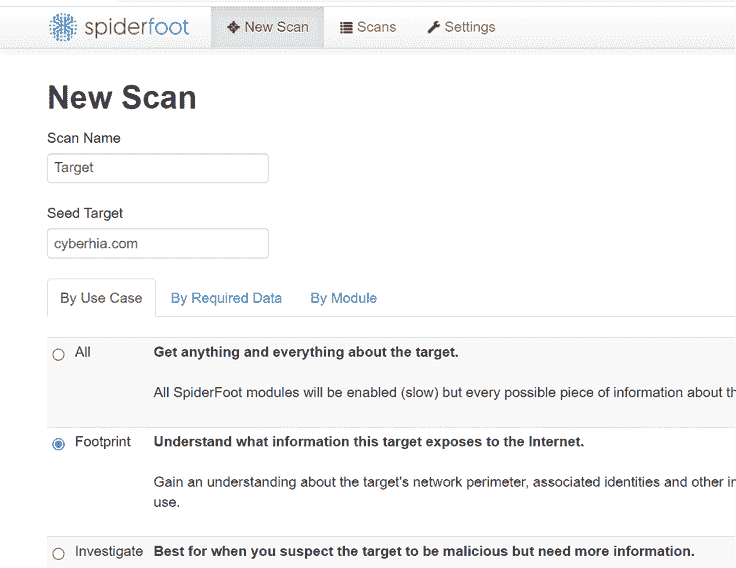 spiderfoot New Scan Scans Settings
New Scan
Scan Name
Target
Seed Target
cyberhia.com
By Use Case By Required Data By Module
All Get anything and everything about the target.
All SpiderFoot modules will be enabled (slow) but every possible piece of information about th
Footprint Understand what information this target exposes to the Internet.
Gain an understanding about the target's network perimeter, associated identities and other in
use.
Investigate Best for when you suspect the target to be malicious but need more information.